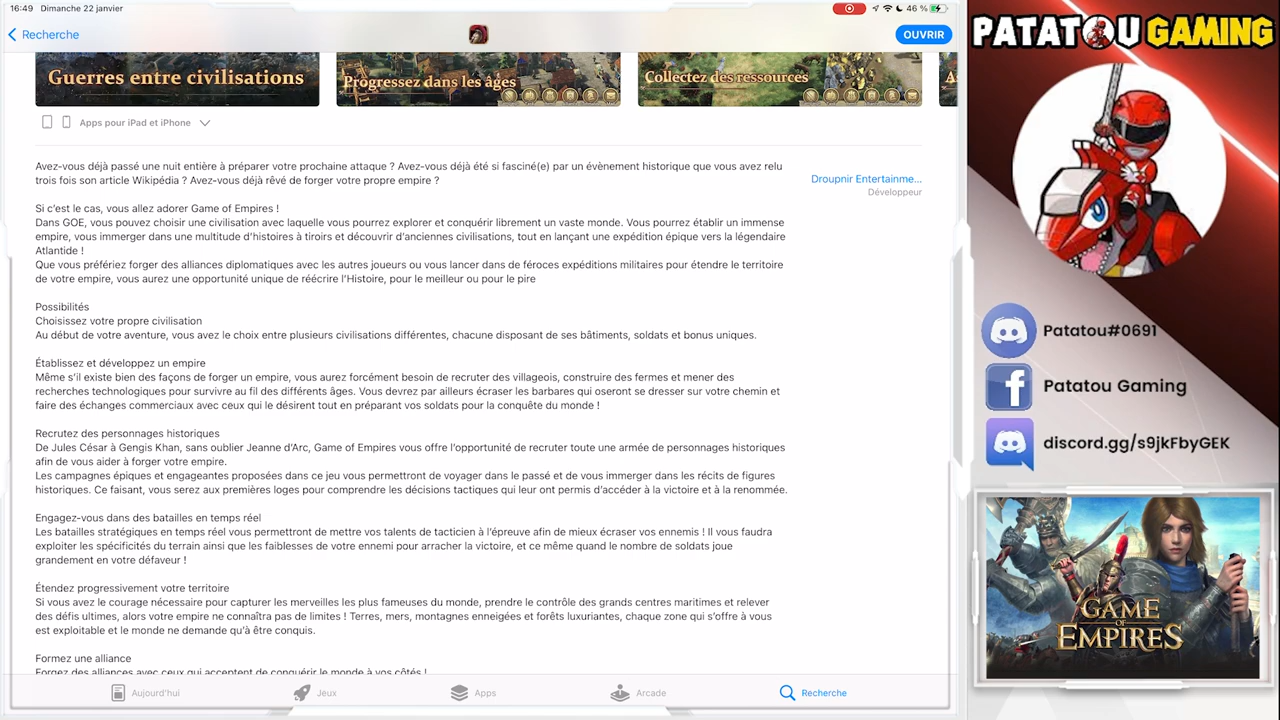 16:49 Dimanche 22 janvier
46 %
PATATOU GAMING
Recherche
OUVRIR
Guerres entre civilisations
Progressez dans les âges
Collectez des ressources
Apps pour iPad et iPhone
Avez-vous déjà passé une nuit entière à préparer votre prochaine attaque ? Avez-vous déjà été si fasciné(e) par un évènement historique que vous avez relu
trois fois son article Wikipédia ? Avez-vous déjà rêvé de forger votre propre empire ?
Droupnir Entertainme...
Développeur
Si c'est le cas, vous allez adorer Game of Empires !
Dans GOE, vous pouvez choisir une civilisation avec laquelle vous pourrez explorer et conquérir librement un vaste monde. Vous pourrez établir un immense
empire, vous immerger dans une multitude d'histoires à tiroirs et découvrir d'anciennes civilisations, tout en lançant une expédition épique vers la légendaire
Atlantide !
Que vous préfériez forger des alliances diplomatiques avec les autres joueurs ou vous lancer dans de féroces expéditions militaires pour étendre le territoire
de votre empire, vous aurez une opportunité unique de réécrire l'Histoire, pour le meilleur ou pour le pire
Possibilités
Choisissez votre propre civilisation
Au début de votre aventure, vous avez le choix entre plusieurs civilisations différentes, chacune disposant de ses bâtiments, soldats et bonus uniques.
Établissez et développez un empire
Même s'il existe bien des façons de forger un empire, vous aurez forcément besoin de recruter des villageois, construire des fermes et mener des
recherches technologiques pour survivre au fil des différents âges. Vous devrez par ailleurs écraser les barbares qui oseront se dresser sur votre chemin et
faire des échanges commerciaux avec ceux qui le désirent tout en préparant vos soldats pour la conquête du monde !
Recrutez des personnages historiques
De Jules César à Gengis Khan, sans oublier Jeanne d'Arc, Game of Empires vous offre l'opportunité de recruter toute une armée de personnages historiques
afin de vous aider à forger votre empire.
Les campagnes épiques et engageantes proposées dans ce jeu vous permettront de voyager dans le passé et de vous immerger dans les récits de figures
historiques. Ce faisant, vous serez aux premières loges pour comprendre les décisions tactiques qui leur ont permis d'accéder à la victoire et à la renommée.
Engagez-vous dans des batailles en temps réel
Les batailles stratégiques en temps réel vous permettront de mettre vos talents de tacticien à l'épreuve afin de mieux écraser vos ennemis ! Il vous faudra
exploiter les spécificités du terrain ainsi que les faiblesses de votre ennemi pour arracher la victoire, et ce même quand le nombre de soldats joue
grandement en votre défaveur !
Étendez progressivement votre territoire
Si vous avez le courage nécessaire pour capturer les merveilles les plus fameuses du monde, prendre le contrôle des grands centres maritimes et relever
des défis ultimes, alors votre empire ne connaîtra pas de limites ! Terres, mers, montagnes enneigées et forêts luxuriantes, chaque zone qui s'offre à vous
est exploitable et le monde ne demande qu'à être conquis.
Formez une alliance
Forgez des alliances avec ceux qui acceptent de conquérir le monde à vos côtés !
Aujourd'hui
Jeux
Apps
Arcade
Recherche
Patatou#0691
Patatou Gaming
discord.gg/s9jkFbyGEK
GAME
OF
EMPIRES